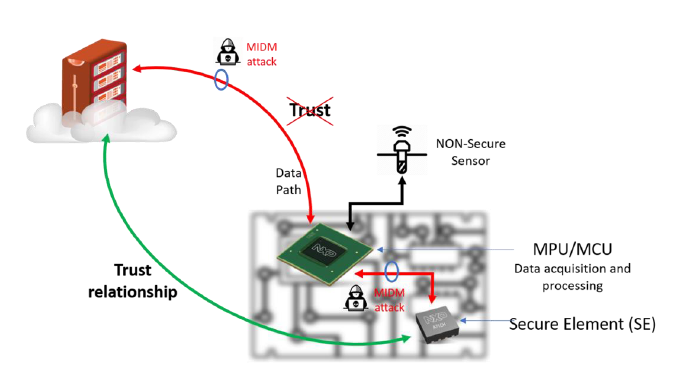 MIDM
attack
Trust
NON-Secure
Sensor
Data
Path
NXP
MPU/MCU
Data acquisition and
processing
Trust
relationship
MIDM
attack
Secure Element (SE)